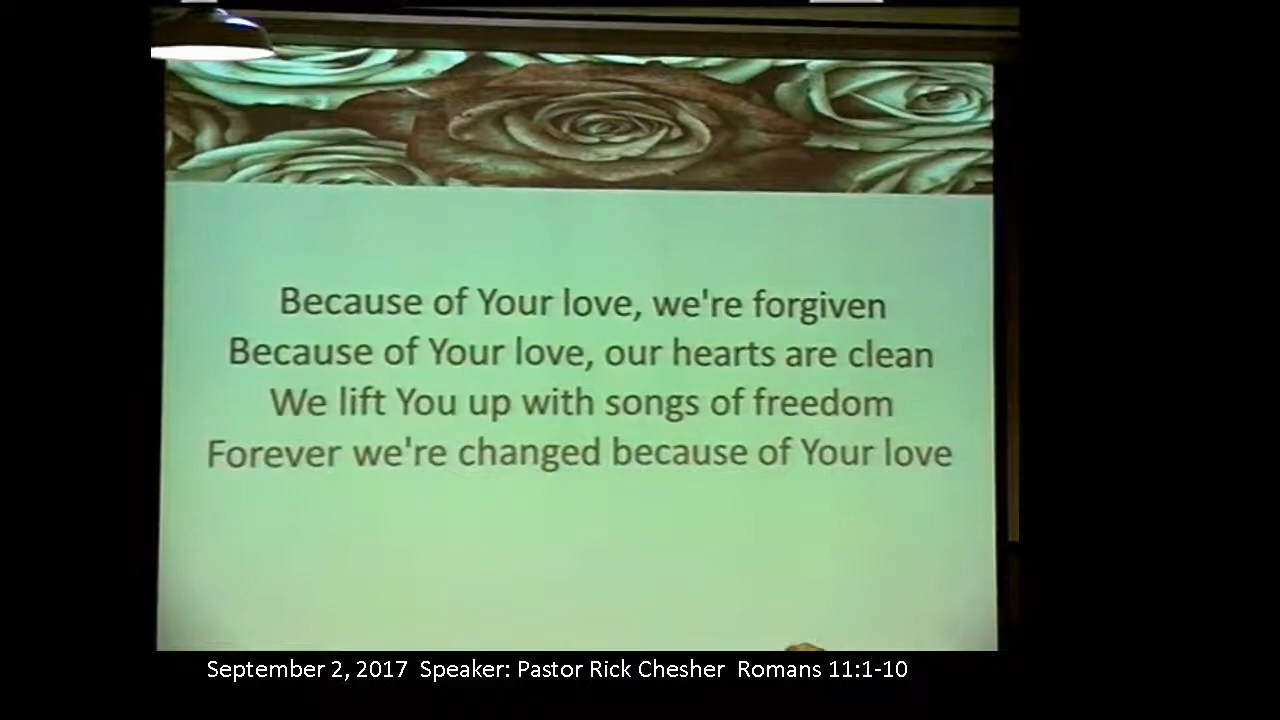 Because of Your love, we're forgiven
Because of Your love, our hearts are clean
We lift You up with songs of freedom
Forever we're changed because of Your love
September 2, 2017  Speaker: Pastor Rick Chesher  Romans 11:1-10